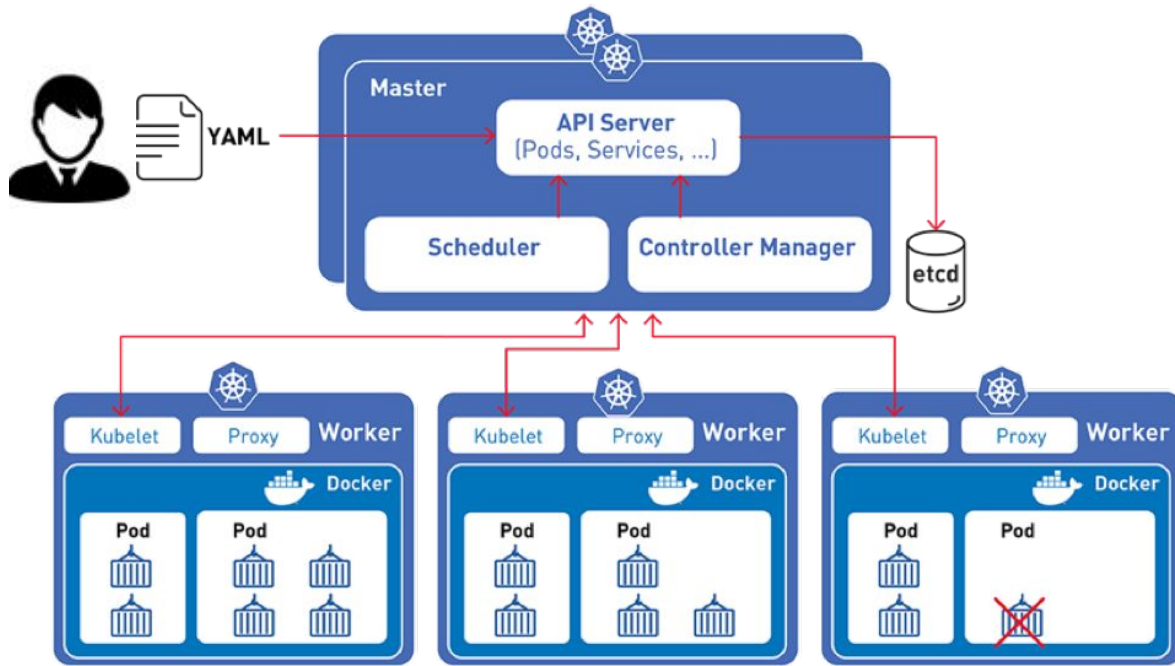 YAML
Master
API Server
(Pods, Services, ...)
Scheduler
Controller Manager
etcd
Kubelet
Proxy
Worker
Docker
Pod
Pod
Kubelet
Proxy
Worker
Docker
Pod
Pod
Kubelet
Proxy
Worker
Docker
Pod
Pod